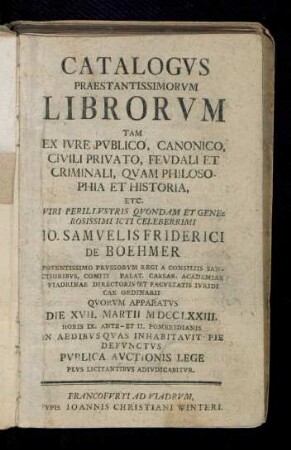 CATALOGVS
PRAESTANTISSIMORVM
LIBRORVM
TAM
EX IVRE PVBLICO, CANONICO,
CIVILI PRIVATO, FEVDALI ET
CRIMINALI, QVAM PHILOSO-
PHIA ET HISTORIA,
ETC.
VIRI PERILLVSTRIS QVONDAM ET GENE-
ROSISSIMI ICTI CELEBERRIMI
IO. SAMVELIS FRIDERICI
DE BOEHMER
POTENTISSIMO PRVSSORVM REGI A CONSILIIS SAN-
CTIORIBVS, COMITI PALAT. CAESAR. ACADEMIAE
VIADRINAE DIRECTORIS ET FACVLTATIS IVRIDI
CAE ORDINARII
QVORVM APPARATVS
DIE XVII. MARTII MDCCLXXIII.
HORIS IX. ANTE- ET II. POMERIDIANIS
IN AEDIBVS QVAS INHABITAVIT PIE
DEFVNCTVS
PVBLICA AVCTIONIS LEGE
PLVS LICITANTIBVS ADIVDICABITVR.
FRANCOFVRTI AD VIADRVM,
TYPIS IOANNIS CHRISTIANI WINTERI.